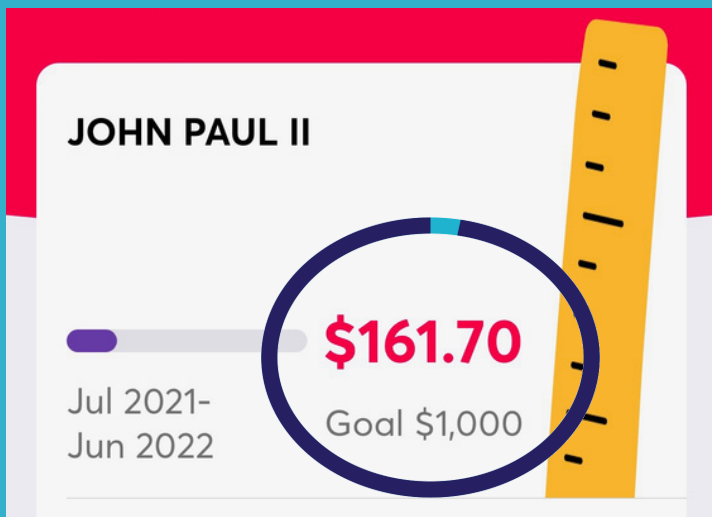 JOHN PAUL II
$161.70
Jul 2021-
Jun 2022
Goal $1,000